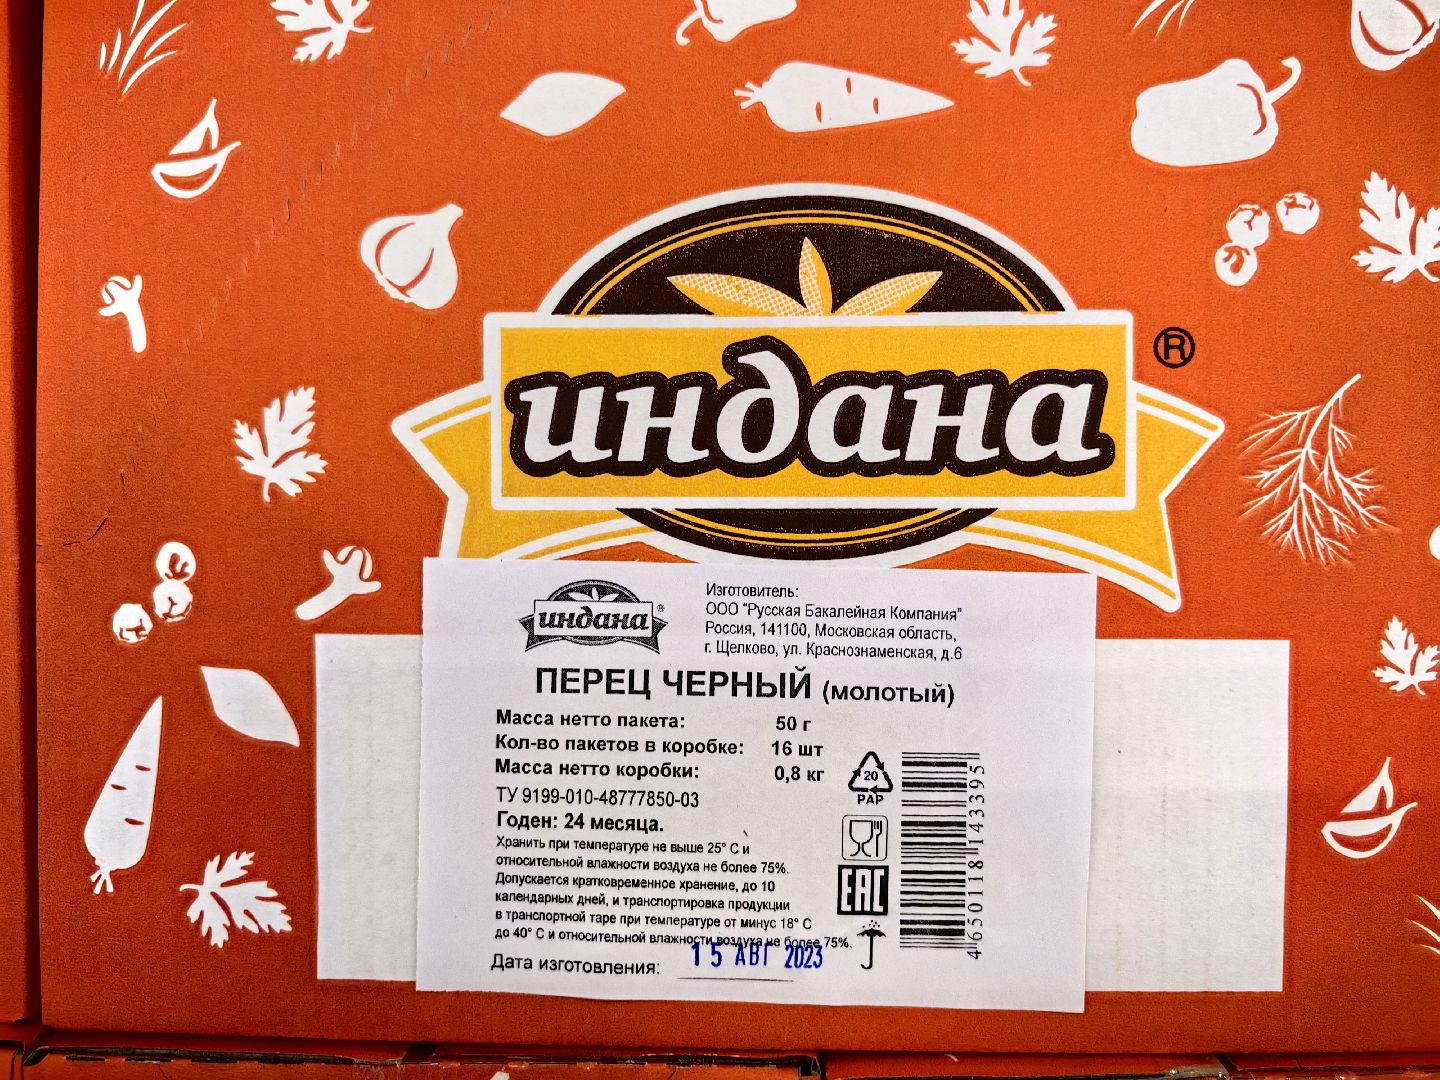 индана ®
индана ®
Изготовитель:
ООО "Русская Бакалейная Компания"
Россия, 141100, Московская область,
г. Щелково, ул. Краснознаменская, д.6
ПЕРЕЦ ЧЕРНЫЙ (молотый)
Масса нетто пакета: 50 г
Кол-во пакетов в коробке: 16 шт
Масса нетто коробки: 0,8 кг
ТУ 9199-010-48777850-03
Годен: 24 месяца.
Хранить при температуре не выше 25° С и
относительной влажности воздуха не более 75%.
Допускается кратковременное хранение, до 10
календарных дней, и транспортировка продукции
в транспортной таре при температуре от минус 18° С
до 40° С и относительной влажности воздуха не более 75%.
Дата изготовления: 15 АВГ 2023
20
PAP
EAC
4650118143395